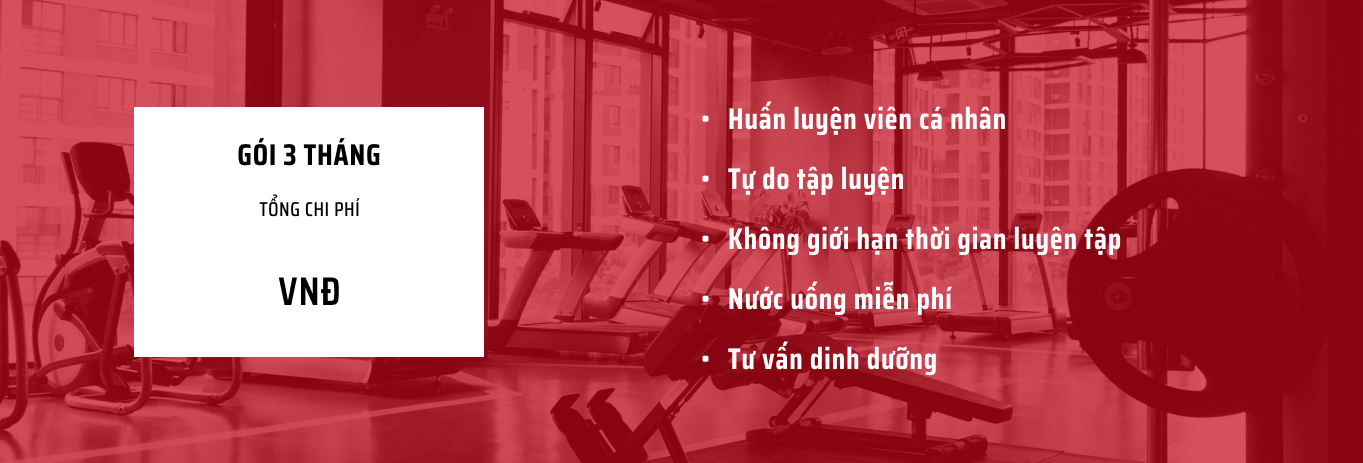 GÓI 3 THÁNG
TỔNG CHI PHÍ
VNĐ
• Huấn luyện viên cá nhân
• Tự do tập luyện
• Không giới hạn thời gian luyện tập
• Nước uống miễn phí
• Tư vấn dinh dưỡng